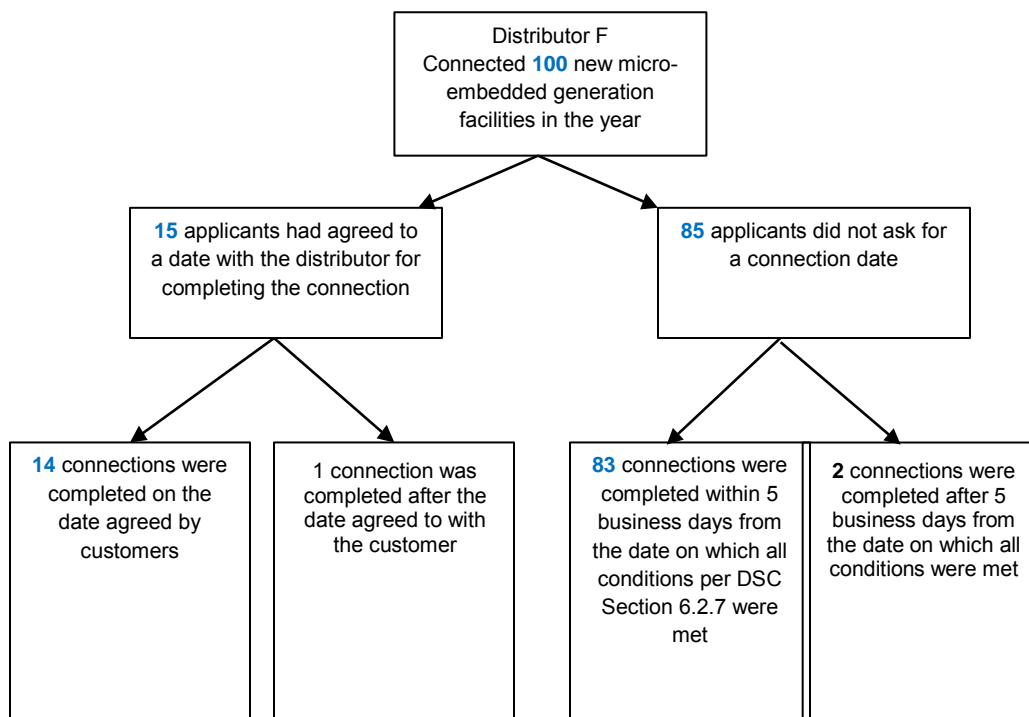 Distributor F
Connected 100 new micro-
embedded generation
facilities in the year
15 applicants had agreed to
a date with the distributor for
completing the connection
85 applicants did not ask for
a connection date
14 connections were
completed on the
date agreed by
customers
1 connection was
completed after the
date agreed to with
the customer
83 connections were
completed within 5
business days from
the date on which all
conditions per DSC
Section 6.2.7 were
met
2 connections were
completed after 5
business days from
the date on which all
conditions were met